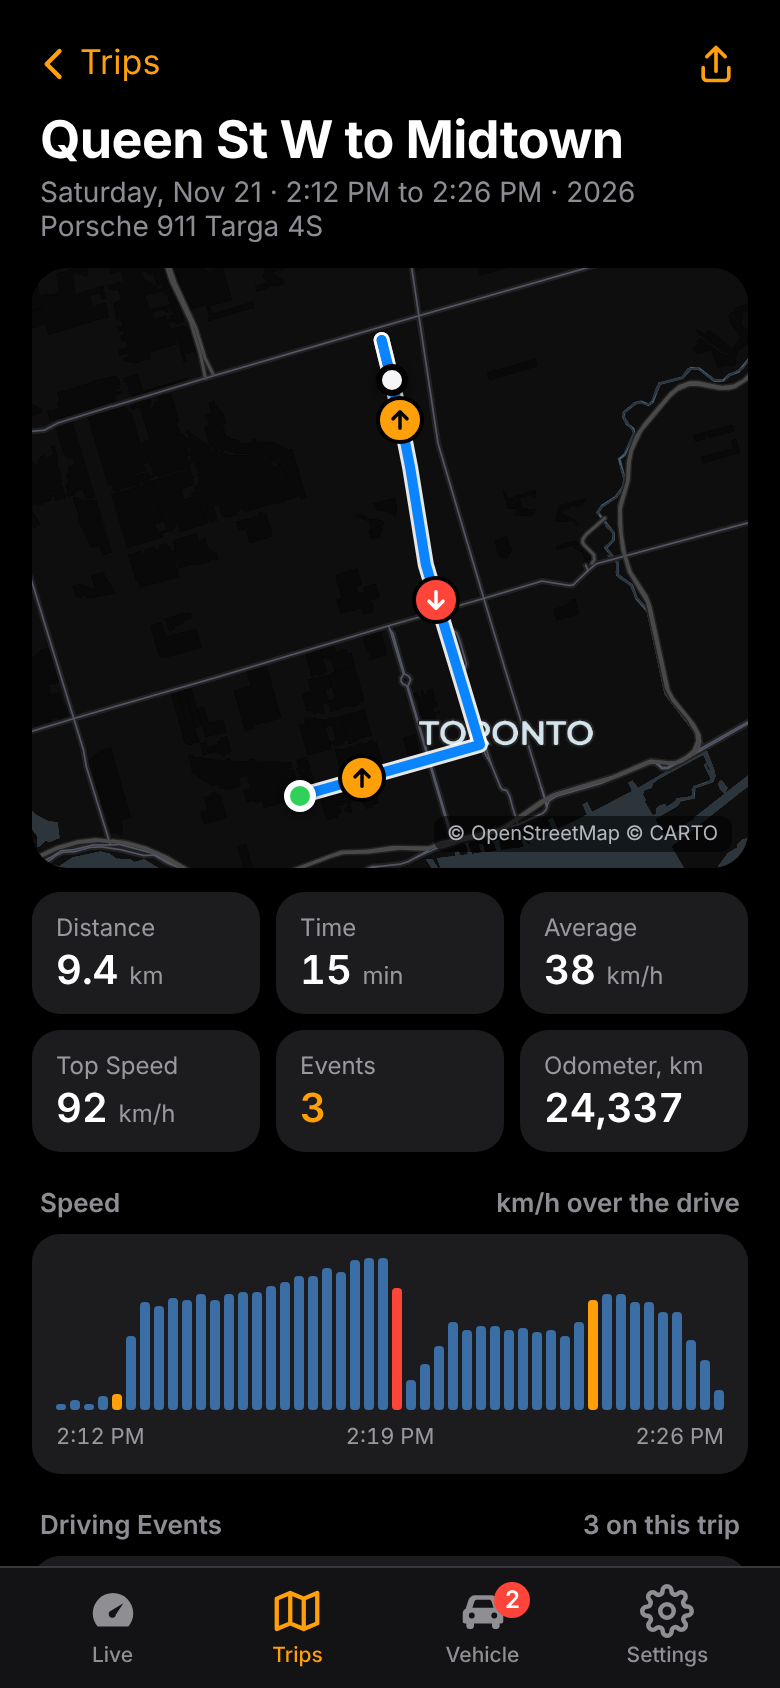 Trips
Queen St W to Midtown
Saturday, Nov 21 · 2:12 PM to 2:26 PM · 2026
Porsche 911 Targa 4S
TORONTO
© OpenStreetMap © CARTO
Distance
9.4 km
Time
15 min
Average
38 km/h
Top Speed
92 km/h
Events
3
Odometer, km
24,337
Speed
km/h over the drive
2:12 PM
2:19 PM
2:26 PM
Driving Events
3 on this trip
Live
Trips
2
Vehicle
Settings